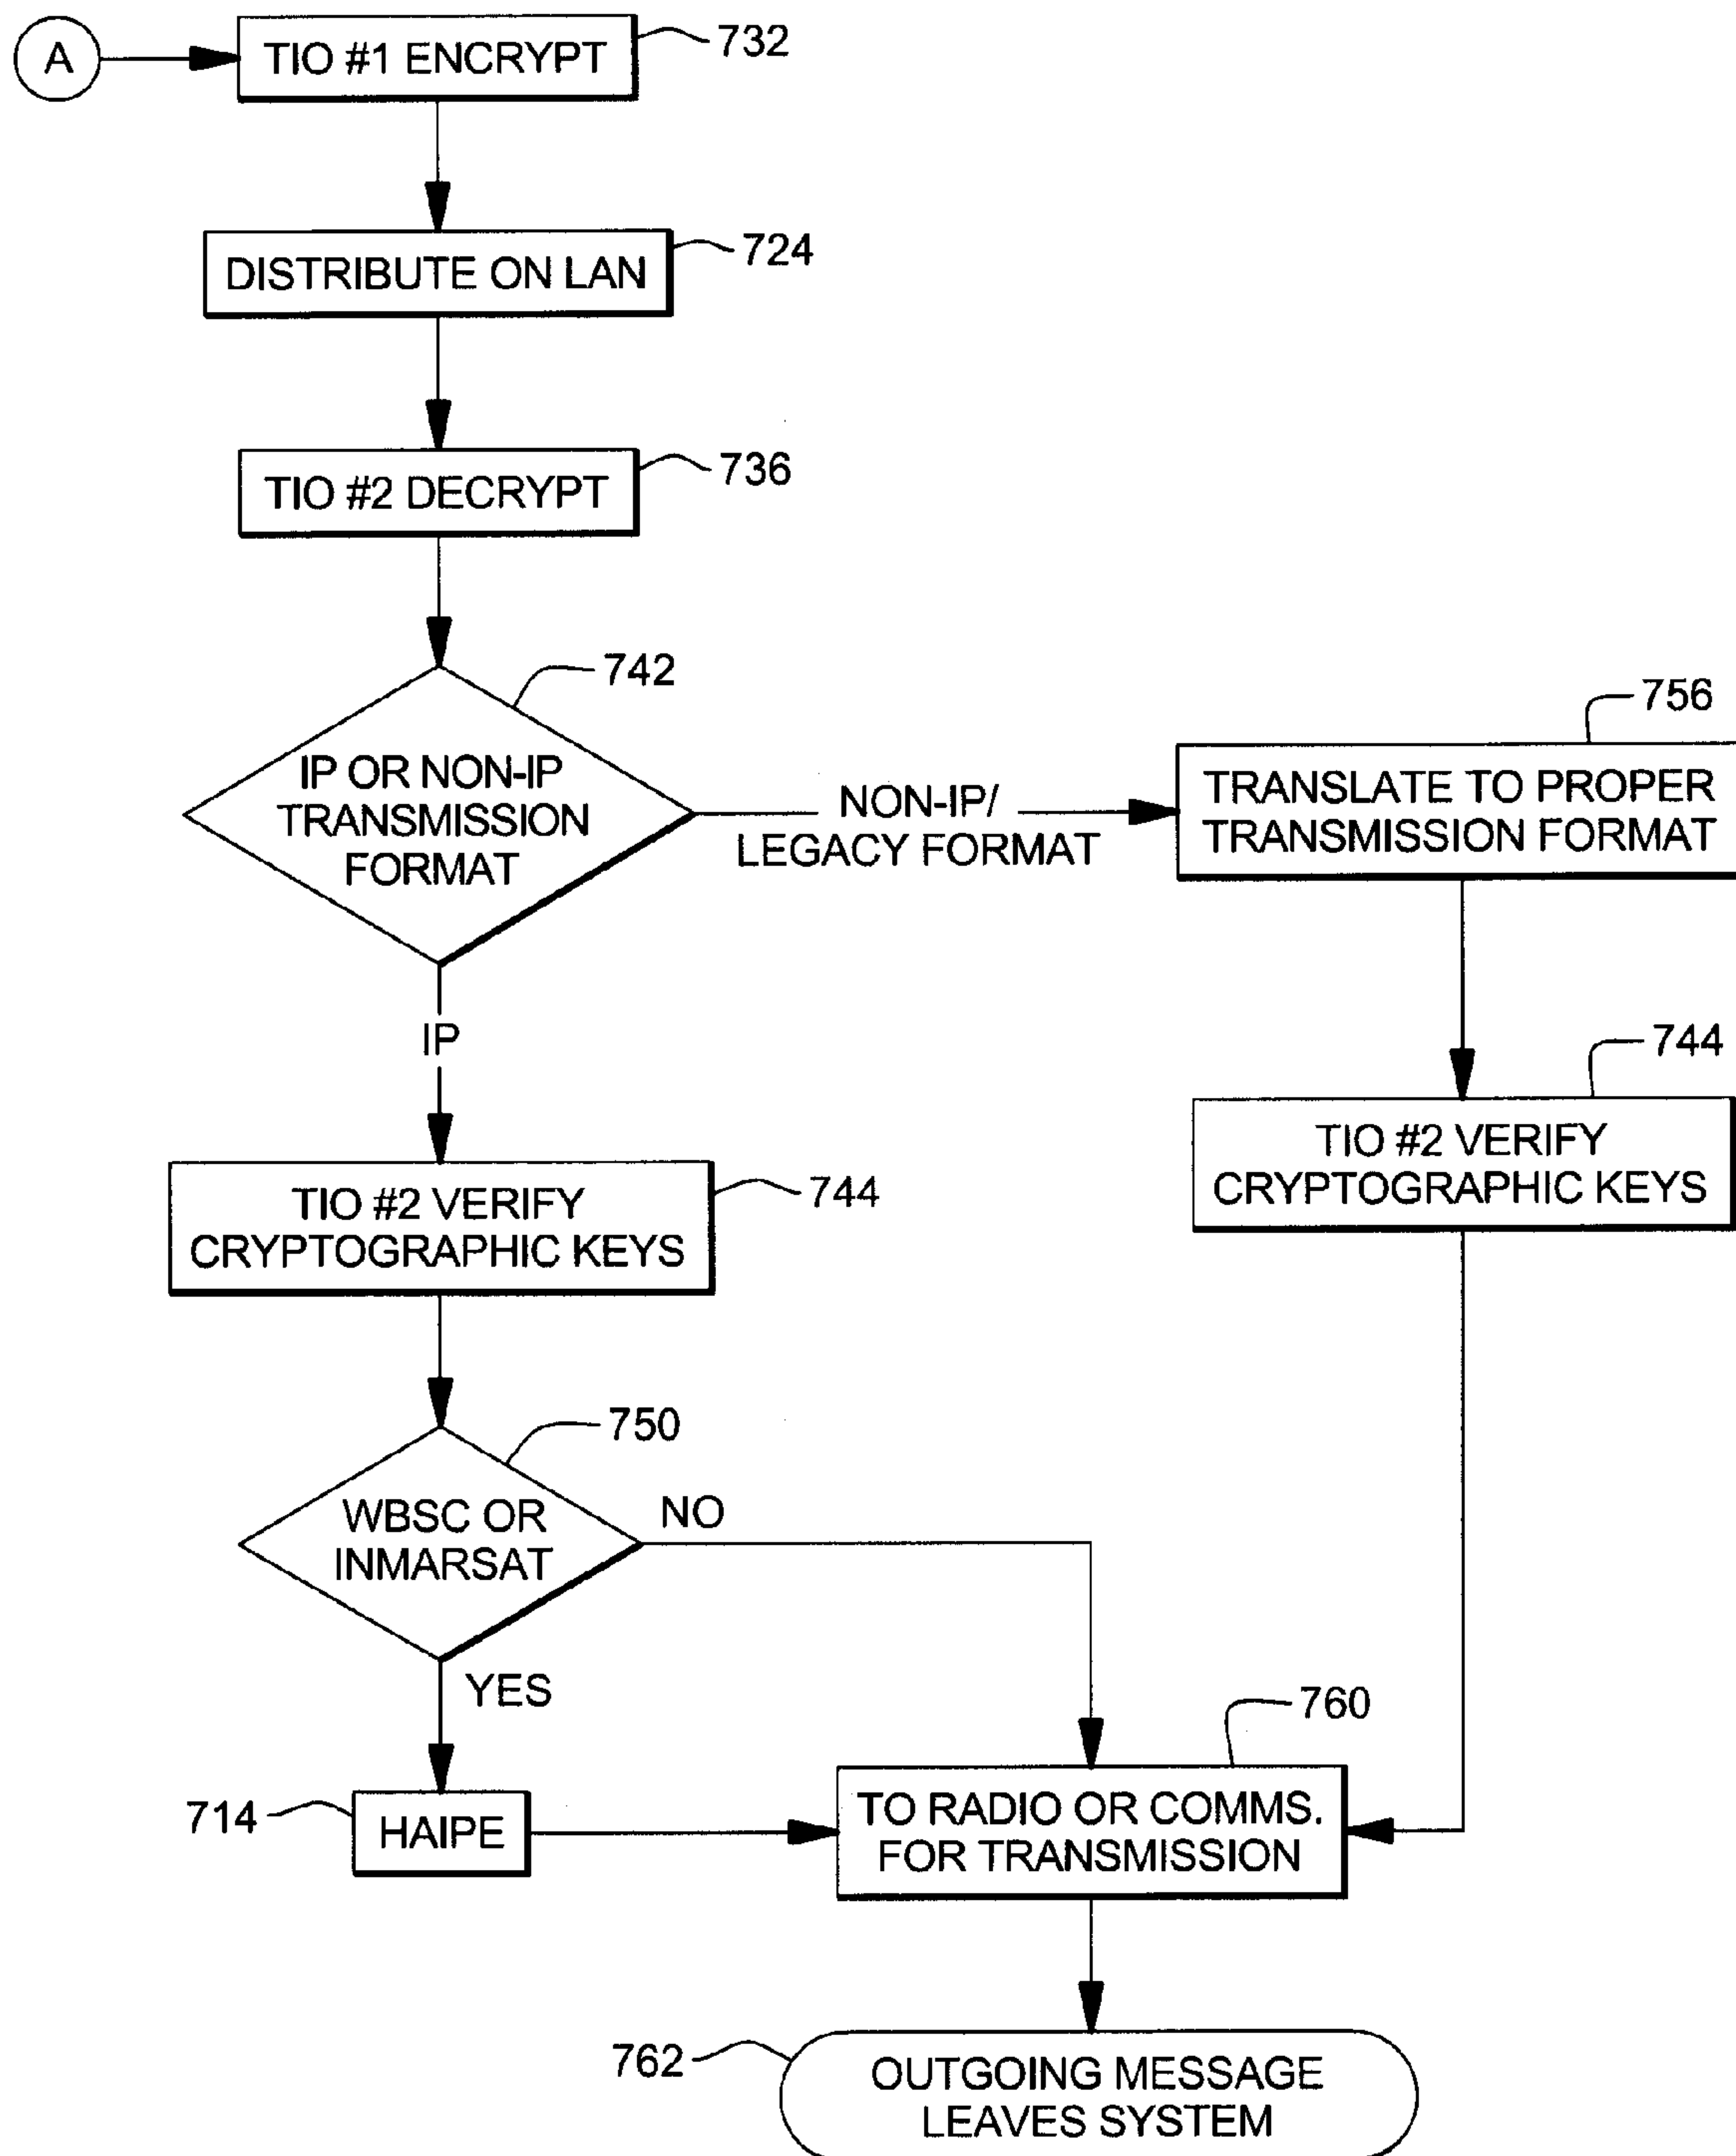 A
TIO #1 ENCRYPT
732
DISTRIBUTE ON LAN
724
TIO #2 DECRYPT
736
742
IP OR NON-IP
TRANSMISSION
FORMAT
NON-IP/
LEGACY FORMAT
756
TRANSLATE TO PROPER
TRANSMISSION FORMAT
IP
744
TIO #2 VERIFY
CRYPTOGRAPHIC KEYS
TIO #2 VERIFY
CRYPTOGRAPHIC KEYS
744
750
WBSC OR
INMARSAT
NO
YES
714
HAIPE
760
TO RADIO OR COMMS.
FOR TRANSMISSION
762
OUTGOING MESSAGE
LEAVES SYSTEM